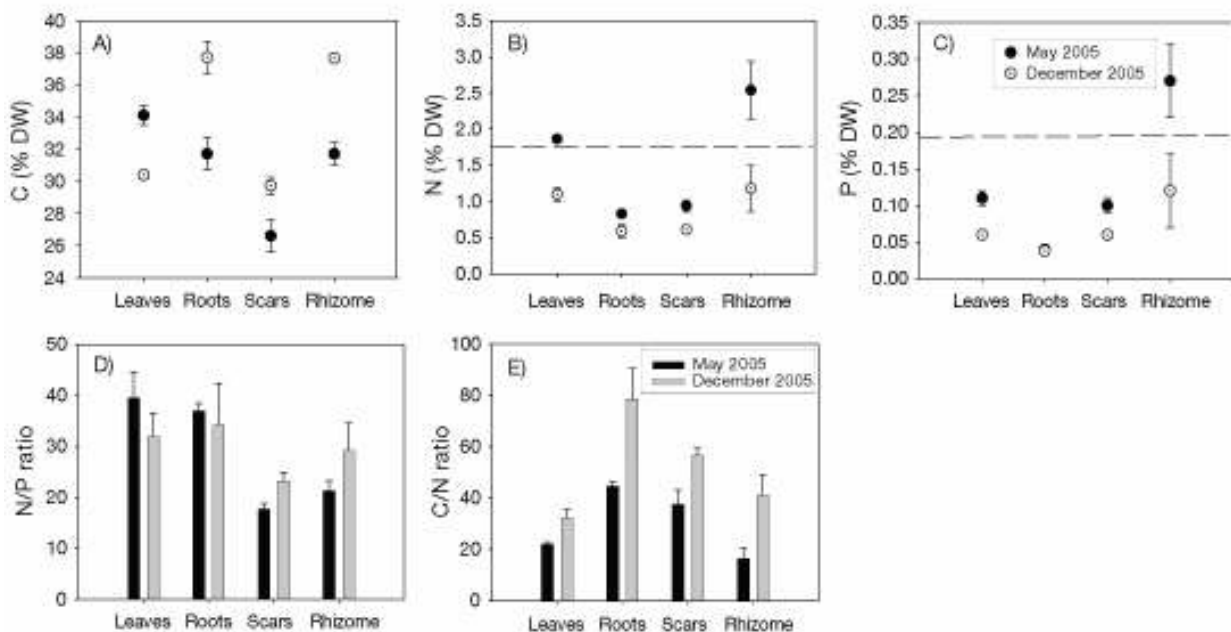 A)
C (% DW)
40
38
36
34
32
30
28
26
24
Leaves Roots Scars Rhizome
B)
N (% DW)
3.5
3.0
2.5
2.0
1.5
1.0
0.5
0.0
Leaves Roots Scars Rhizome
C)
P (% DW)
0.35
0.30
0.25
0.20
0.15
0.10
0.05
0.00
May 2005
December 2005
Leaves Roots Scars Rhizome
D)
N/P ratio
50
40
30
20
10
0
Leaves Roots Scars Rhizome
E)
C/N ratio
100
80
60
40
20
0
May 2005
December 2005
Leaves Roots Scars Rhizome